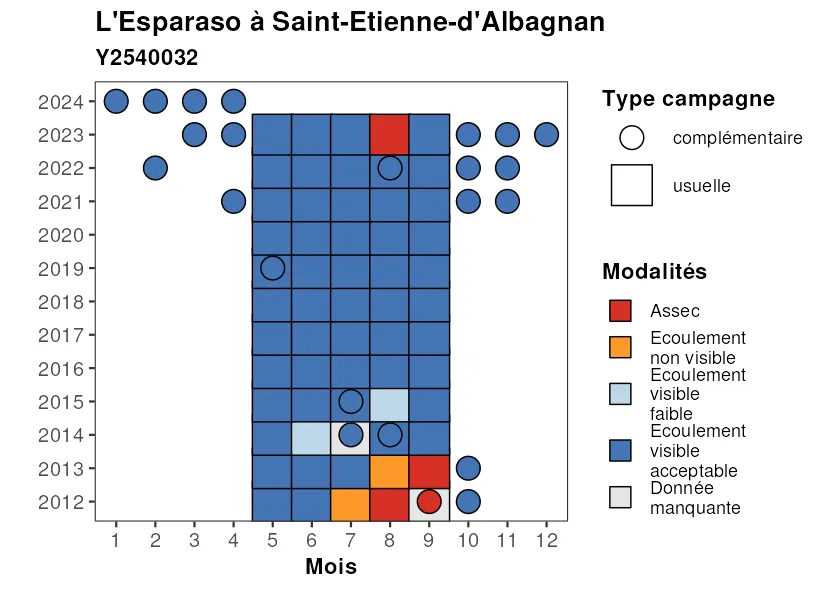 L'Esparaso à Saint-Etienne-d'Albagnan
Y2540032
2024
2023
2022
2021
2020
2019
2018
2017
2016
2015
2014
2013
2012
1 2 3 4 5 6 7 8 9 10 11 12
Mois
Type campagne
complémentaire
usuelle
Modalités
Assec
Ecoulement
non visible
Ecoulement
visible
faible
Ecoulement
visible
acceptable
Donnée
manquante